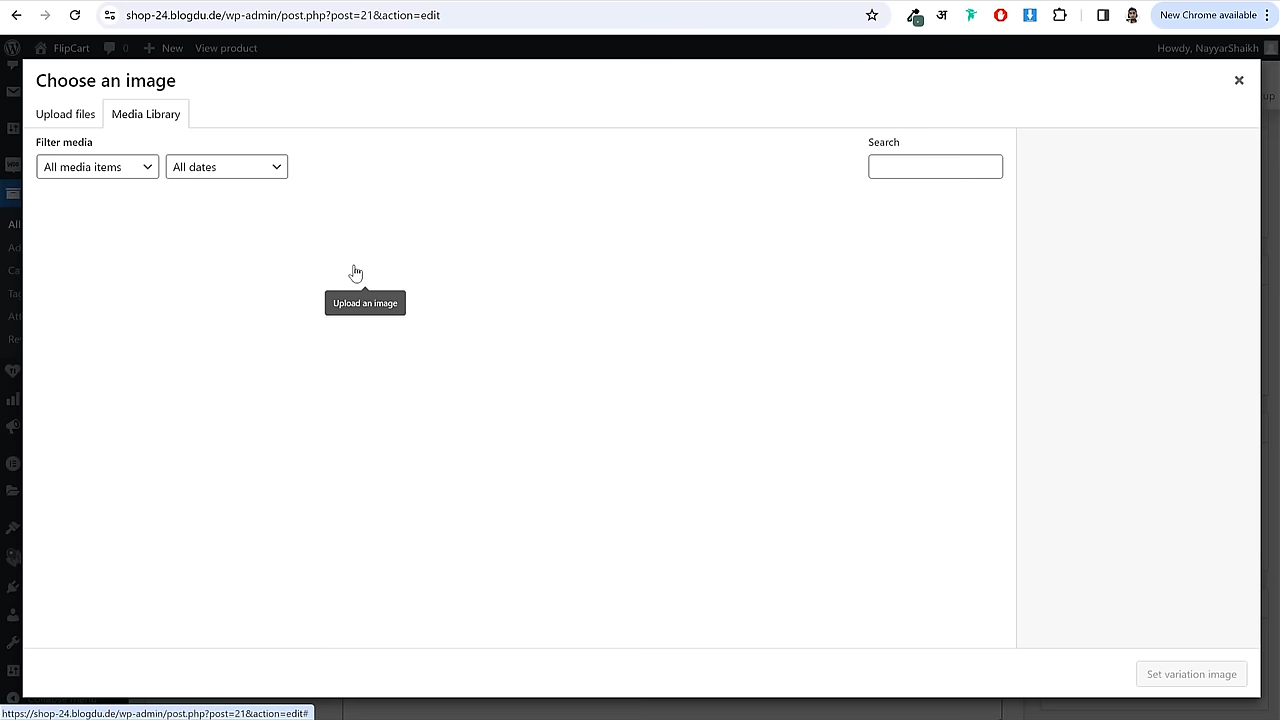 shop-24.blogdu.de/wp-admin/post.php?post=21&action=edit
अ
New Chrome available
FlipCart
0
New
View product
Howdy, NayyarShaikh
Choose an image
Upload files
Media Library
Filter media
Search
All media items
All dates
All
Upload an image
Set variation image
https://shop-24.blogdu.de/wp-admin/post.php?post=21&action=edit#